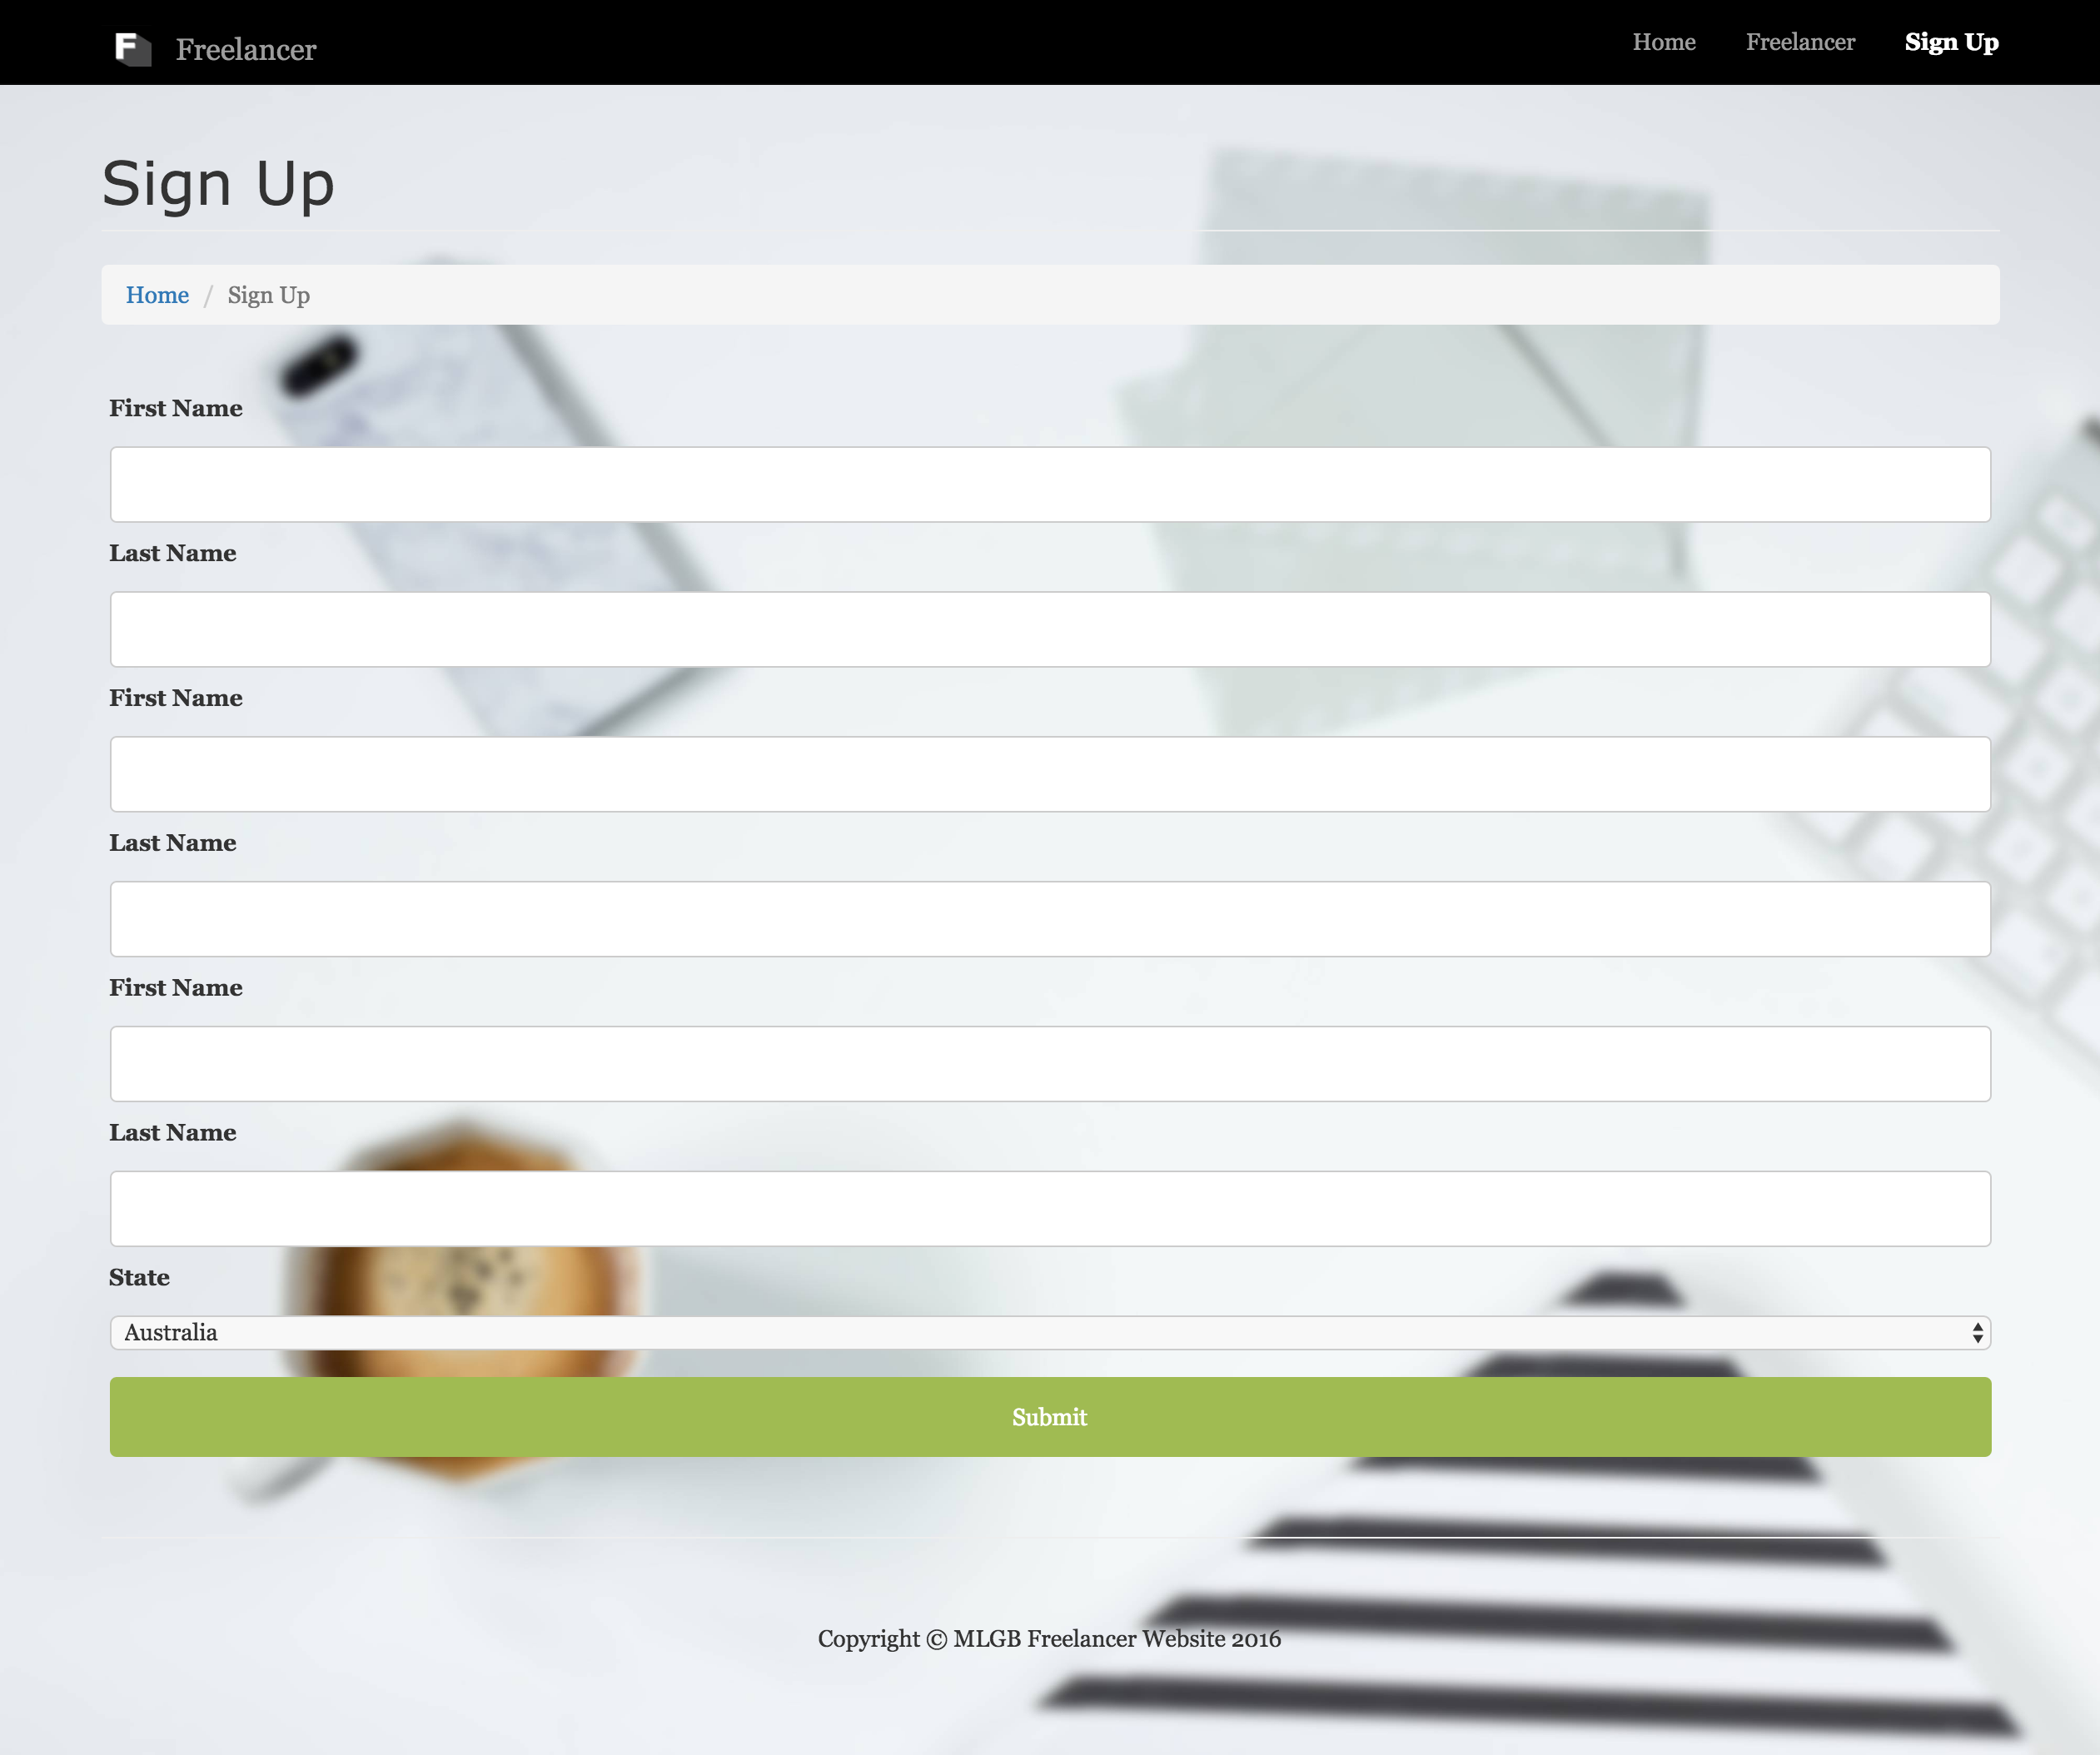 F Freelancer Home Freelancer Sign Up
Sign Up
Home / Sign Up
First Name
Last Name
First Name
Last Name
First Name
Last Name
State
Australia
Submit
Copyright © MLGB Freelancer Website 2016